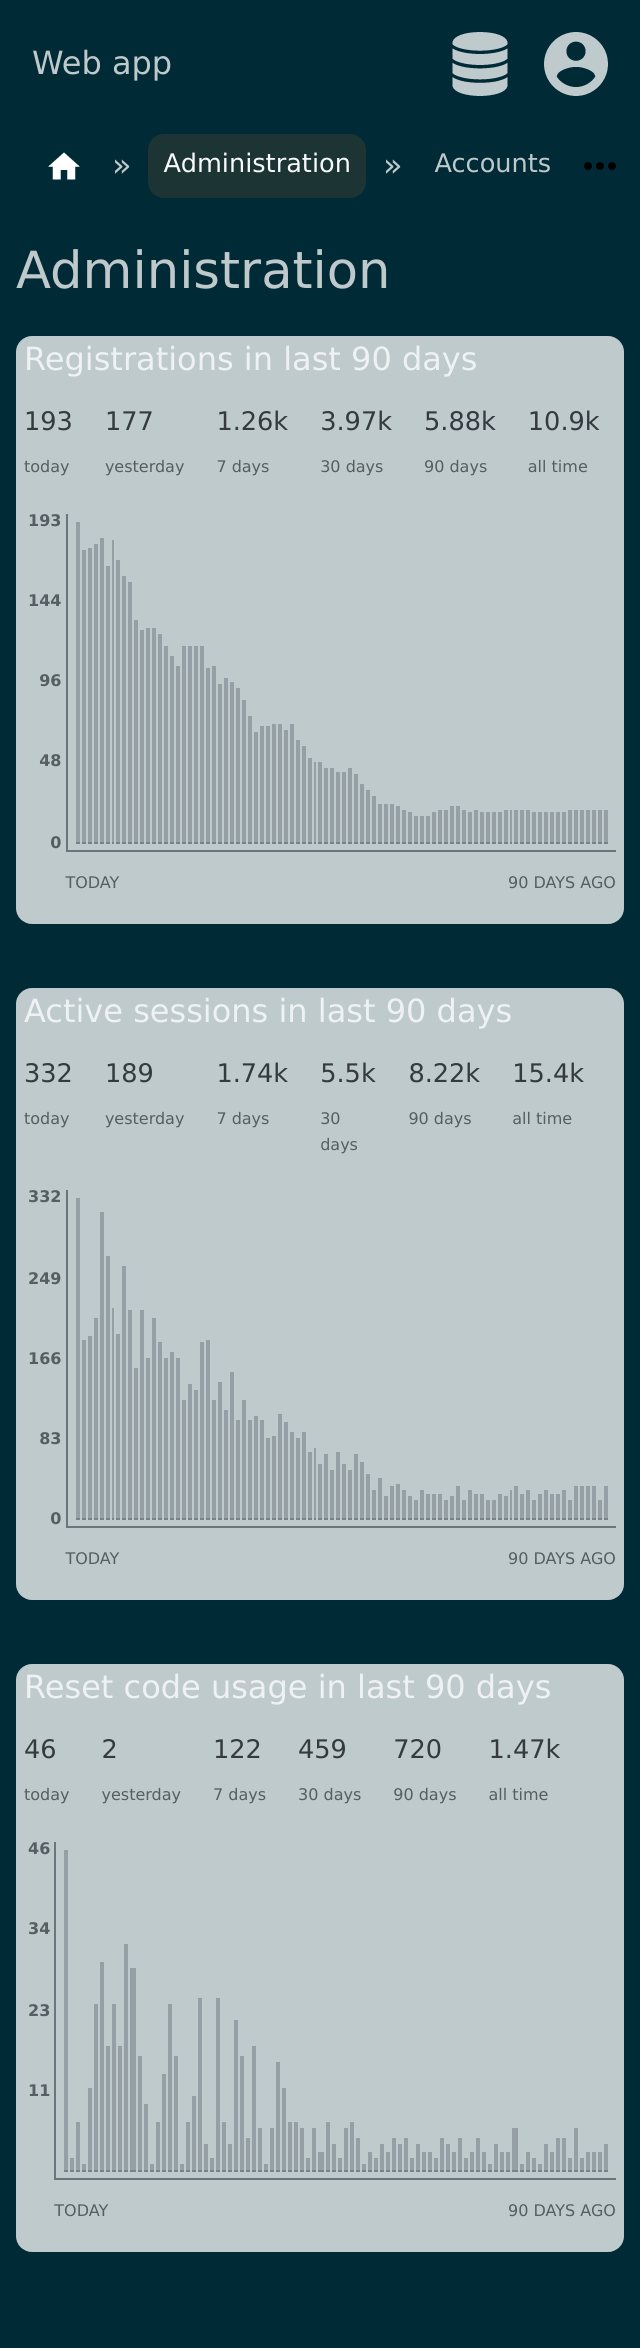 Web app
» Administration » Accounts •••
Administration
Registrations in last 90 days
193 177 1.26k 3.97k 5.88k 10.9k
today yesterday 7 days 30 days 90 days all time
193
144
96
48
0
TODAY 90 DAYS AGO
Active sessions in last 90 days
332 189 1.74k 5.5k 8.22k 15.4k
today yesterday 7 days 30 days 90 days all time
332
249
166
83
0
TODAY 90 DAYS AGO
Reset code usage in last 90 days
46 2 122 459 720 1.47k
today yesterday 7 days 30 days 90 days all time
46
34
23
11
TODAY 90 DAYS AGO